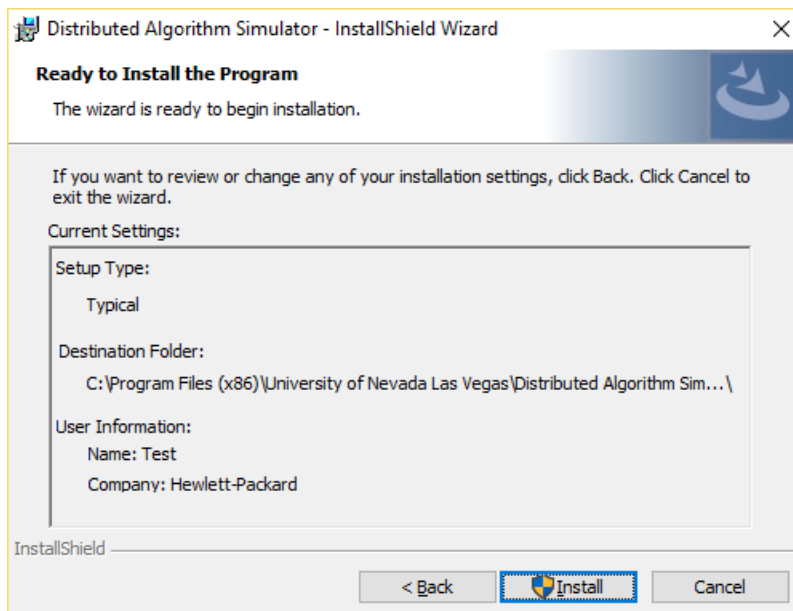 Distributed Algorithm Simulator - InstallShield Wizard
Ready to Install the Program
The wizard is ready to begin installation.
If you want to review or change any of your installation settings, click Back. Click Cancel to
exit the wizard.
Current Settings:
Setup Type:
Typical
Destination Folder:
C:\Program Files (x86)\University of Nevada Las Vegas\Distributed Algorithm Sim...\
User Information:
Name: Test
Company: Hewlett-Packard
InstallShield
< Back
Install
Cancel